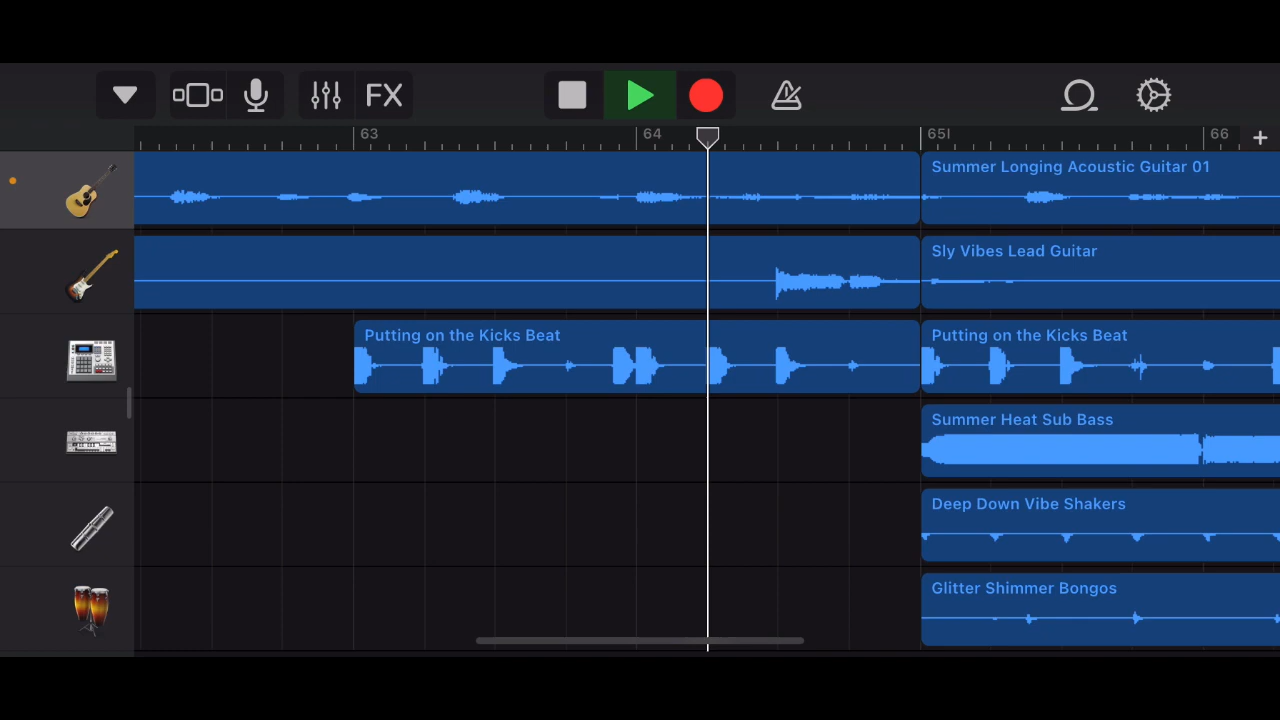 FX
63 64 65 66
Summer Longing Acoustic Guitar 01
Sly Vibes Lead Guitar
Putting on the Kicks Beat Putting on the Kicks Beat
Summer Heat Sub Bass
Deep Down Vibe Shakers
Glitter Shimmer Bongos